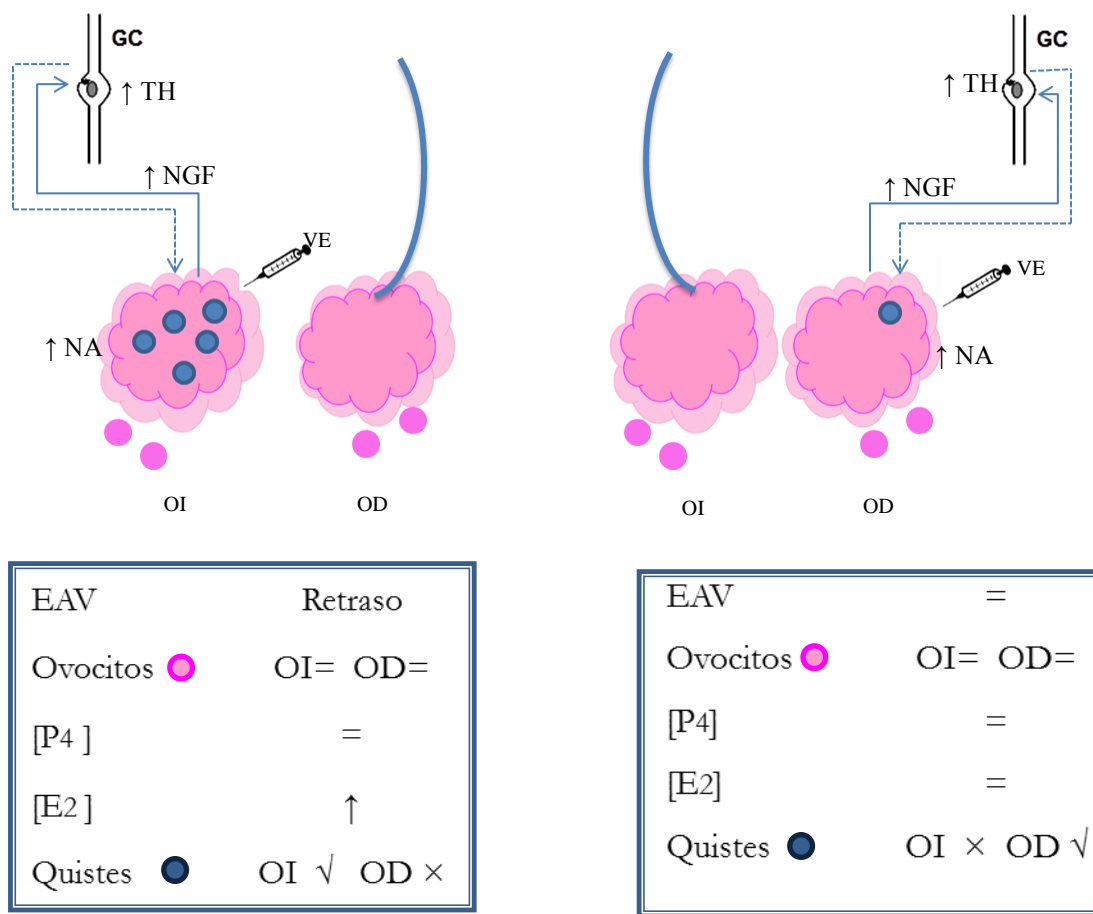 GC
↑ TH
↑ NGF
VE
↑ NA
OI
OD
GC
↑ TH
↑ NGF
VE
↑ NA
OI
OD
EAV Retraso
Ovocitos OI= OD=
[P4 ] =
[E2 ] ↑
Quistes OI √ OD ×
EAV =
Ovocitos OI= OD=
[P4] =
[E2] =
Quistes OI × OD √